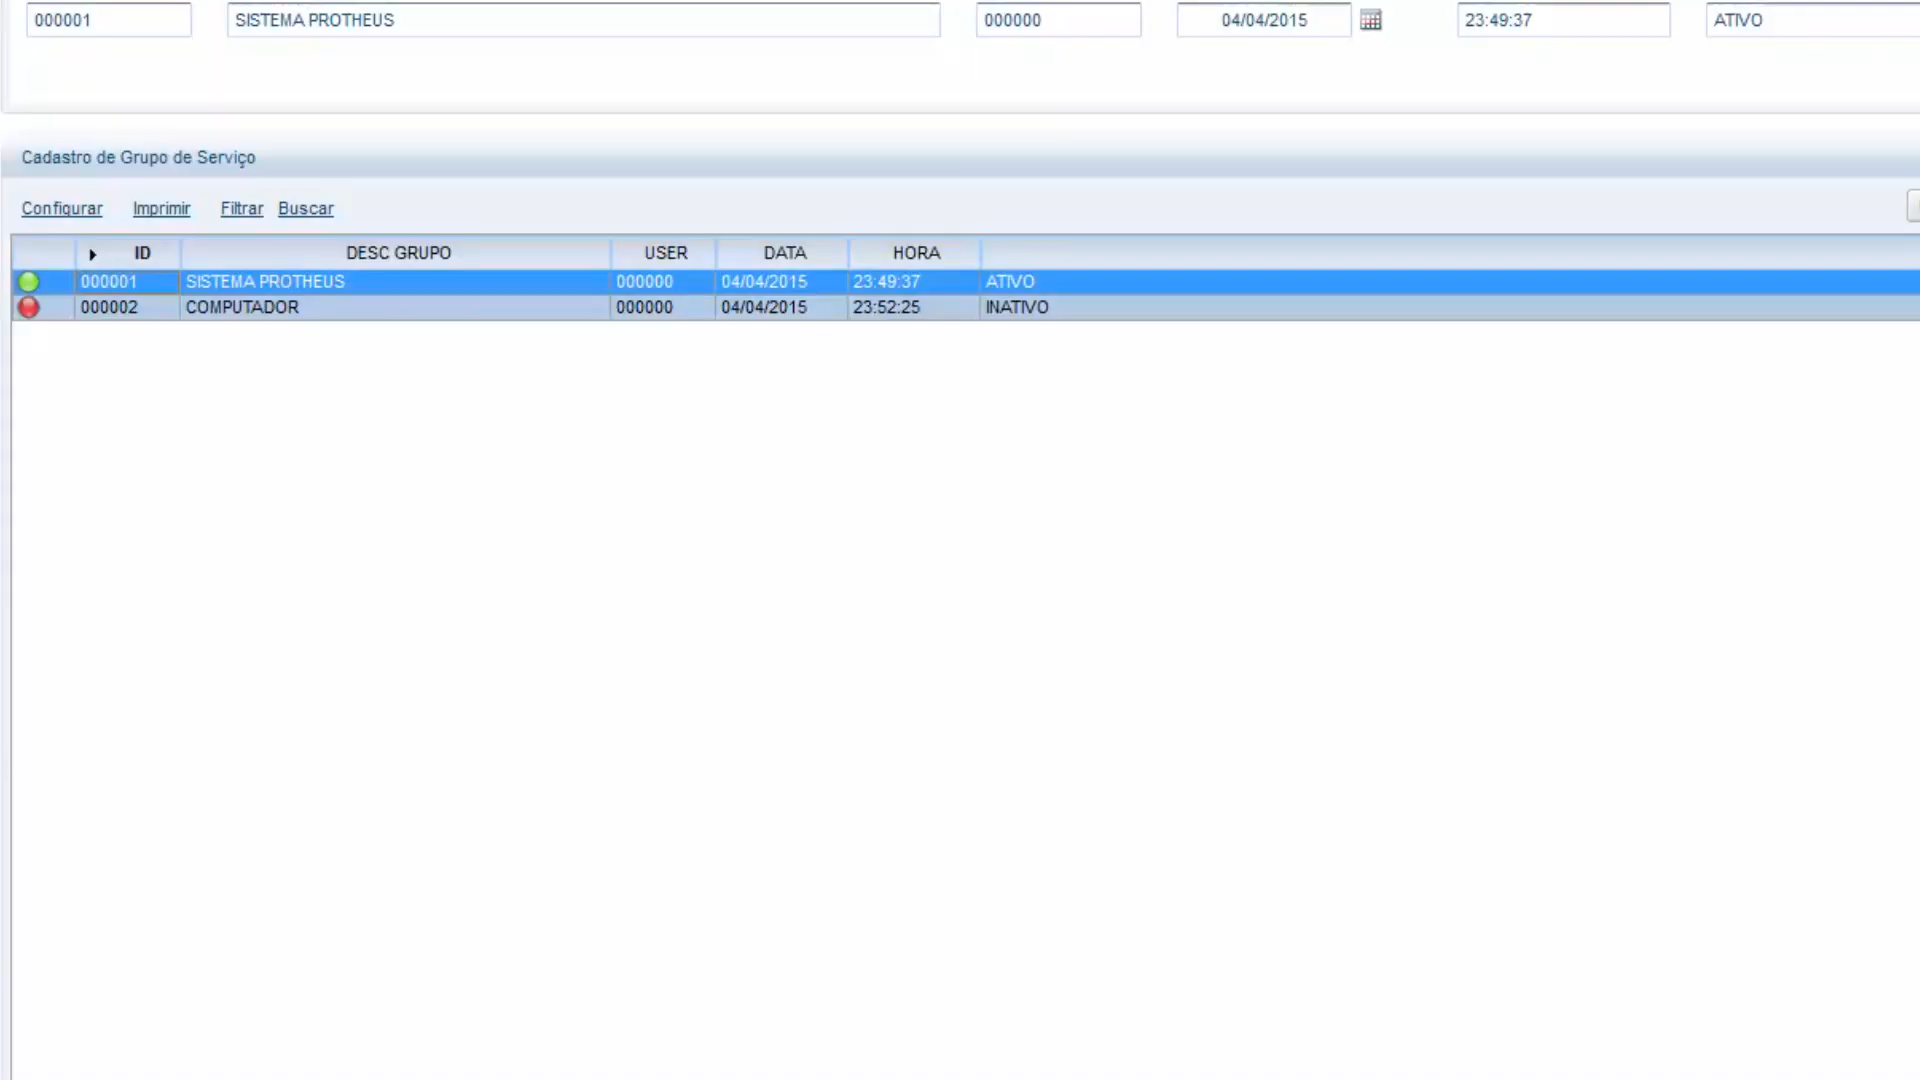 000001 SISTEMA PROTHEUS 000000 04/04/2015 23:49:37 ATIVO
Cadastro de Grupo de Serviço
Configurar Imprimir Filtrar Buscar
ID DESC GRUPO USER DATA HORA
000001 SISTEMA PROTHEUS 000000 04/04/2015 23:49:37 ATIVO
000002 COMPUTADOR 000000 04/04/2015 23:52:25 INATIVO